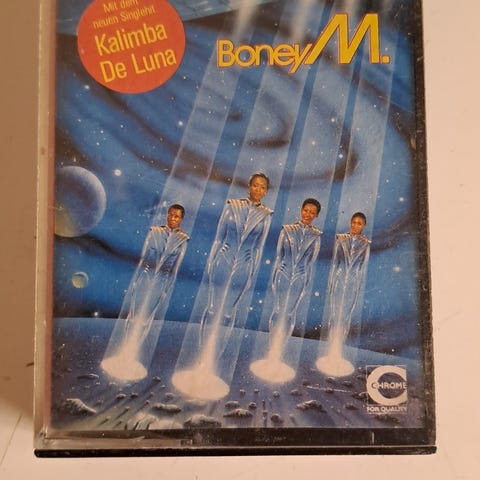 Mit dem
neuen Singlehit
Kalimba
De Luna
Boney M.
CHROME
FOR QUALITY